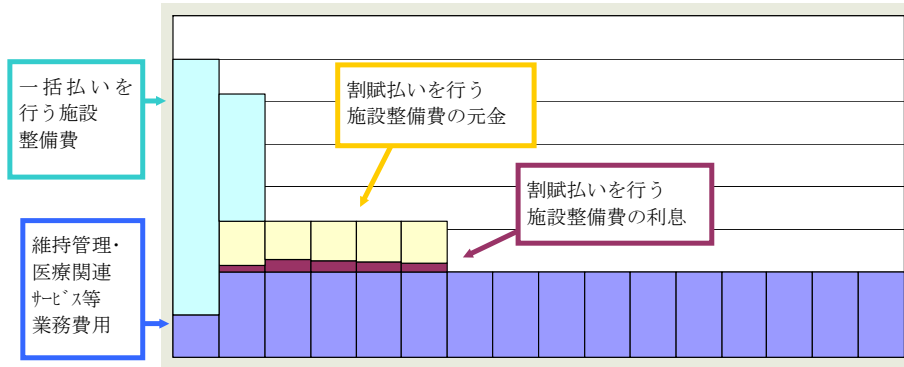 一括払いを
行う施設
整備費
割賦払いを行う
施設整備費の元金
割賦払いを行う
施設整備費の利息
維持管理・
医療関連
ｻｰﾋﾞｽ等
業務費用